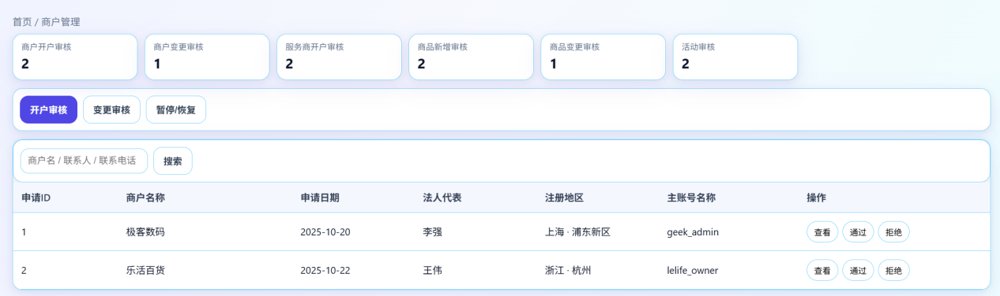 首页 / 商户管理
商户开户审核 商户变更审核 服务商开户审核 商品新增审核 商品变更审核 活动审核
2 1 2 2 1 2
开户审核 变更审核 暂停/恢复
商户名 / 联系人 / 联系电话 搜索
申请ID 商户名称 申请日期 法人代表 注册地区 主账号名称 操作
1 极客数码 2025-10-20 李强 上海 · 浦东新区 geek_admin 查看 通过 拒绝
2 乐活百货 2025-10-22 王伟 浙江 · 杭州 lelife_owner 查看 通过 拒绝